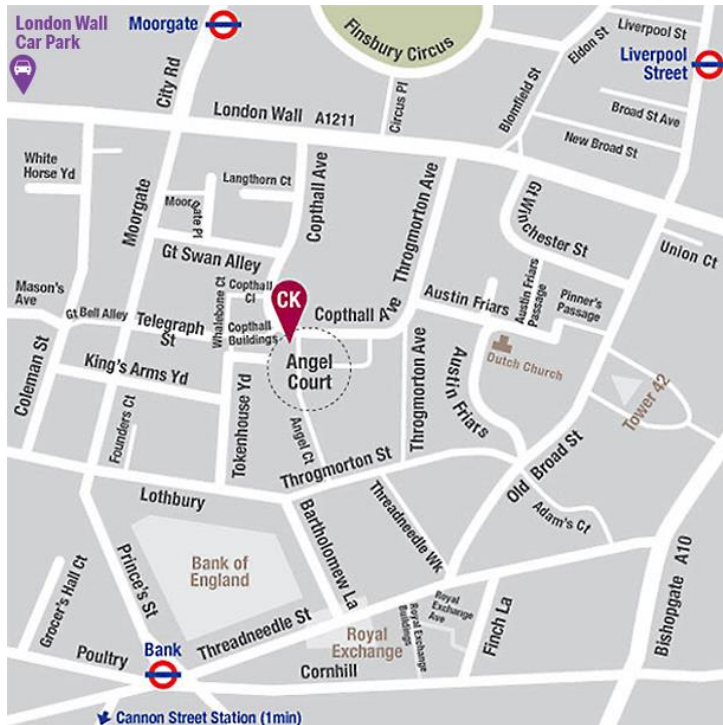 London Wall
Car Park
Moorgate
Finsbury Circus
Eldon St
Liverpool St
Liverpool
Street
City Rd
London Wall A1211
Circus Pl
Blomfield St
Broad St Ave
New Broad St
White
Horse Yd
Moorgate
Langthorn Ct
Moorgate Pl
Copthall Ave
Throgmorton Ave
Gt Winchester St
Union Ct
Gt Swan Alley
Mason's
Ave
Gt Bell Alley
Telegraph
St
Whalebone Ct
Copthall
Cl
CK
Copthall Ave
Austin Friars
Austin Friars
Passage
Pinner's
Passage
Copthall
Buildings
Angel
Court
Coleman St
King's Arms Yd
Throgmorton Ave
Austin Friars
Dutch Church
Tower 42
Founders Ct
Tokenhouse Yd
Angel Ct
Throgmorton St
Old Broad St
Lothbury
Threadneedle Wk
Adam's Ct
Bartholomew La
Prince's St
Bank of
England
Bishopgate A10
Grocer's Hall Ct
Threadneedle St
Royal
Exchange
Royal Exchange
Buildings
Royal
Exchange
Ave
Finch La
Poultry
Bank
Cornhill
Cannon Street Station (1min)